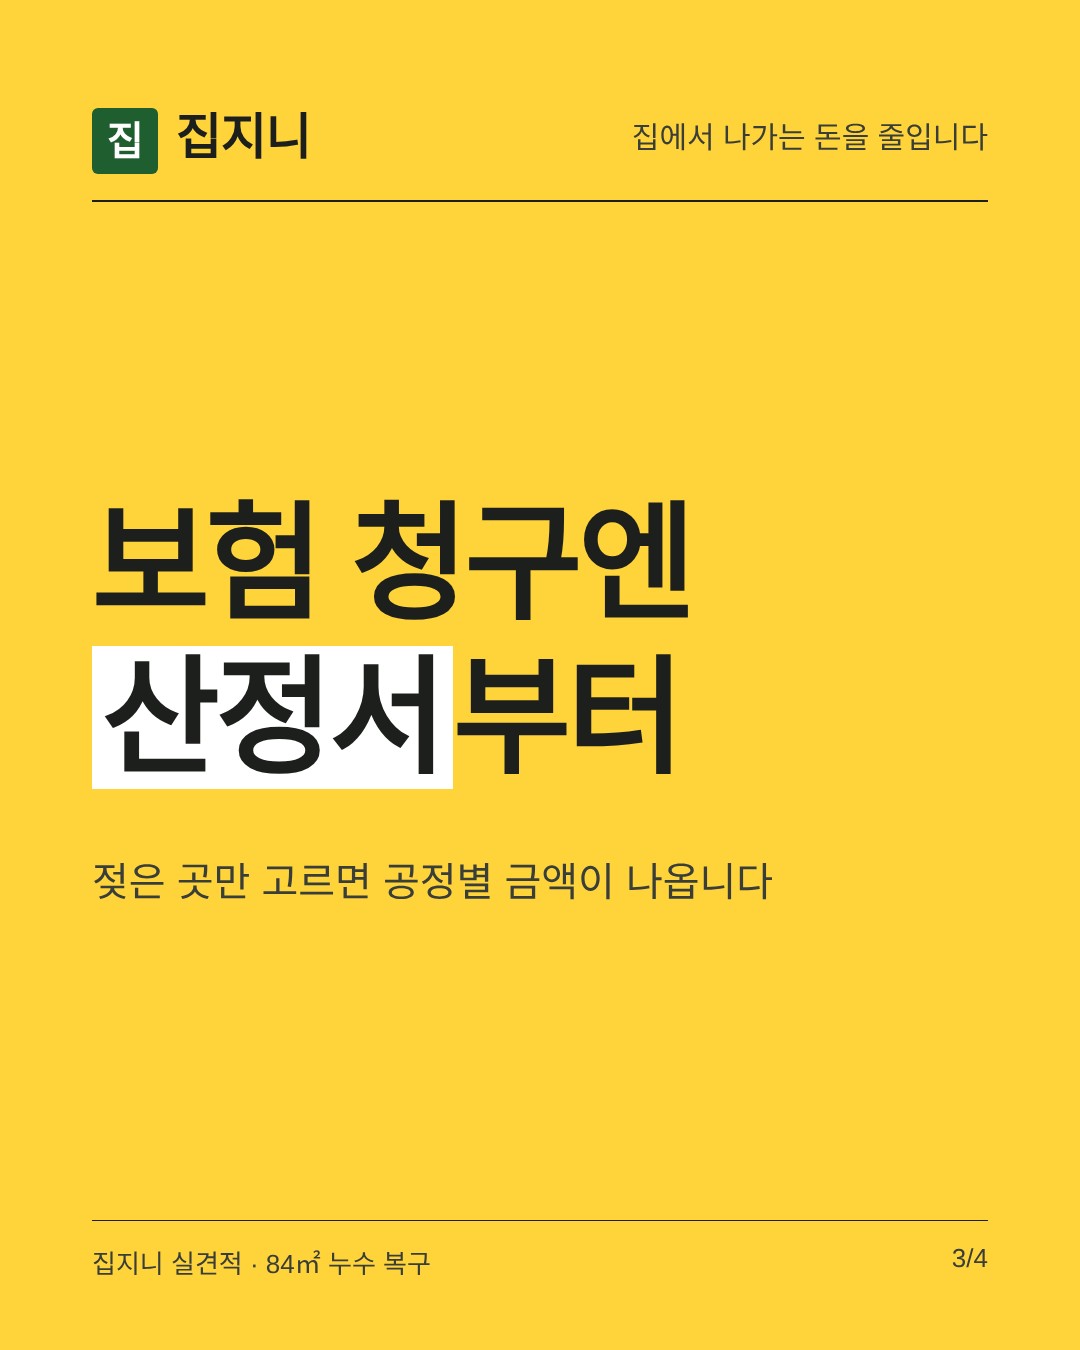 집 집지니
집에서 나가는 돈을 줄입니다
보험 청구엔
산정서부터
젖은 곳만 고르면 공정별 금액이 나옵니다
집지니 실견적 · 84㎡ 누수 복구
3/4